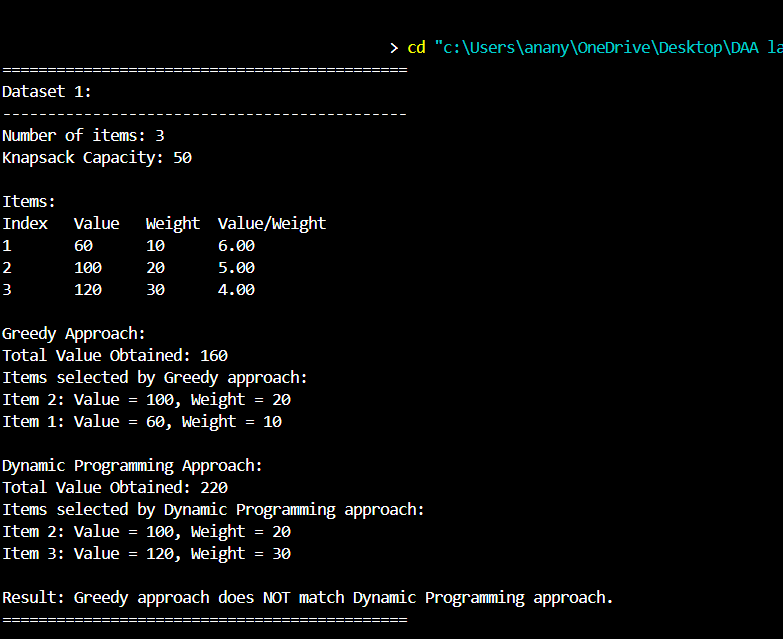 > cd "c:\Users\anany\OneDrive\Desktop\DAA la
=============================================
Dataset 1:
---------------------------------------------
Number of items: 3
Knapsack Capacity: 50
Items:
Index   Value   Weight  Value/Weight
1       60      10      6.00
2       100     20      5.00
3       120     30      4.00
Greedy Approach:
Total Value Obtained: 160
Items selected by Greedy approach:
Item 2: Value = 100, Weight = 20
Item 1: Value = 60, Weight = 10
Dynamic Programming Approach:
Total Value Obtained: 220
Items selected by Dynamic Programming approach:
Item 2: Value = 100, Weight = 20
Item 3: Value = 120, Weight = 30
Result: Greedy approach does NOT match Dynamic Programming approach.
=============================================